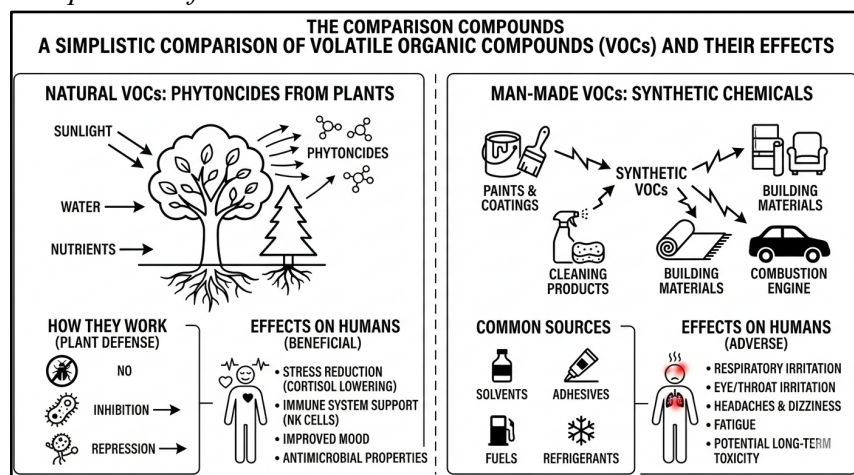 THE COMPARISON COMPOUNDS
A SIMPLISTIC COMPARISON OF VOLATILE ORGANIC COMPOUNDS (VOCs) AND THEIR EFFECTS
NATURAL VOCs: PHYTONCIDES FROM PLANTS
SUNLIGHT
PHYTONCIDES
WATER
NUTRIENTS
HOW THEY WORK
(PLANT DEFENSE)
NO
INHIBITION
REPRESSION
EFFECTS ON HUMANS
(BENEFICIAL)
• STRESS REDUCTION
(CORTISOL LOWERING)
• IMMUNE SYSTEM SUPPORT
(NK CELLS)
• IMPROVED MOOD
• ANTIMICROBIAL PROPERTIES
MAN-MADE VOCs: SYNTHETIC CHEMICALS
PAINTS &
COATINGS
SYNTHETIC
VOCs
BUILDING
MATERIALS
CLEANING
PRODUCTS
BUILDING
MATERIALS
COMBUSTION
ENGINE
COMMON SOURCES
SOLVENTS
ADHESIVES
FUELS
REFRIGERANTS
EFFECTS ON HUMANS
(ADVERSE)
• RESPIRATORY IRRITATION
• EYE/THROAT IRRITATION
• HEADACHES & DIZZINESS
• FATIGUE
• POTENTIAL LONG-TERM
TOXICITY